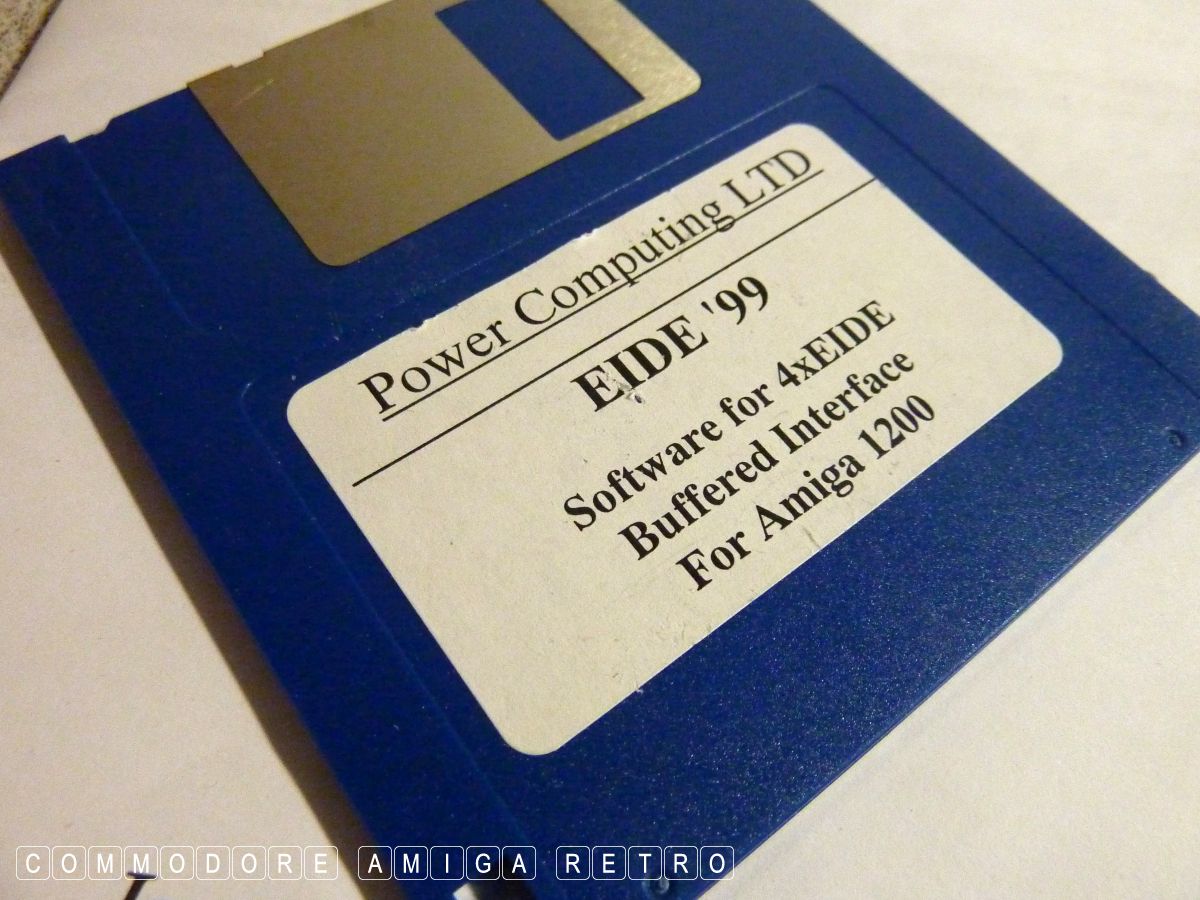 Power Computing LTD
EIDE '99
Software for 4xEIDE
Buffered Interface
For Amiga 1200
COMMODORE AMIGA RETRO